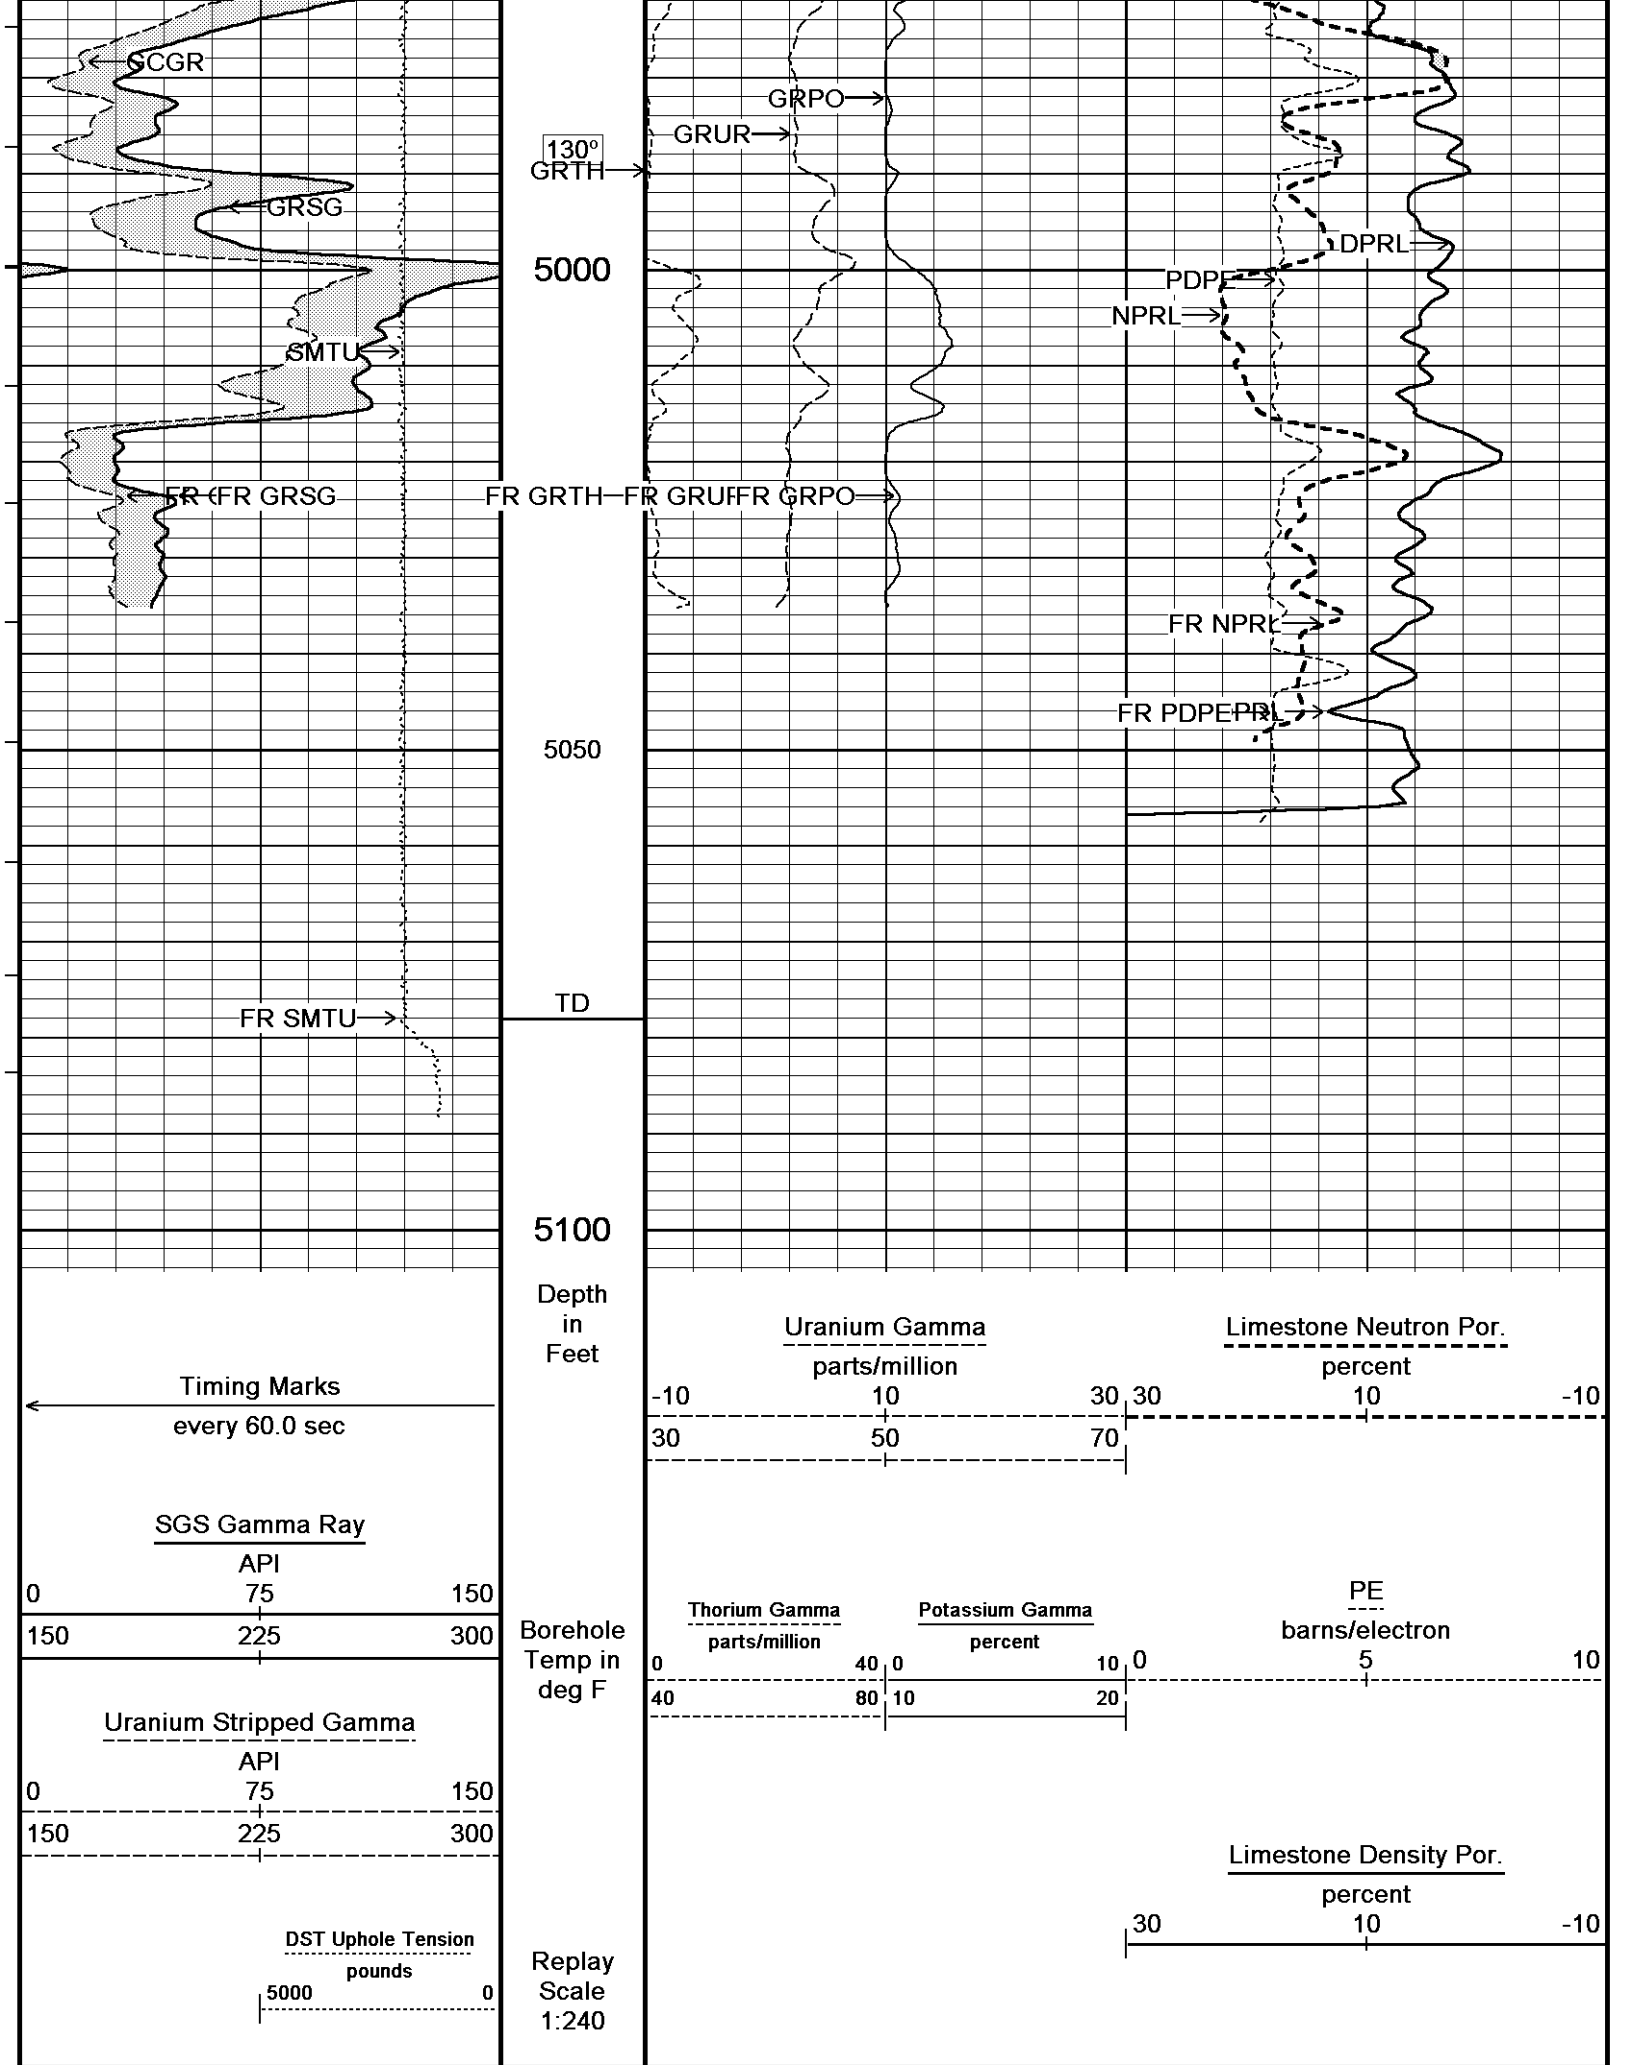 GCGR
GRPO
GRUR
130°
GRTH
GRSG
DPRL
5000
PDPE
NPRL
SMTU
FR GRSG
FR GRTH
FR GRUR
FR GRPO
FR NPRL
FR PDPE
5050
TD
FR SMTU
5100
Depth
in
Feet
Timing Marks
every 60.0 sec
SGS Gamma Ray
API
0 75 150
150 225 300
Uranium Stripped Gamma
API
0 75 150
150 225 300
DST Uphole Tension
pounds
5000 0
Borehole
Temp in
deg F
Replay
Scale
1:240
Uranium Gamma
parts/million
-10 10 30
30 50 70
Thorium Gamma
parts/million
0 40
40 80
Potassium Gamma
percent
0 10
10 20
Limestone Neutron Por.
percent
30 10 -10
PE
barns/electron
0 5 10
Limestone Density Por.
percent
30 10 -10